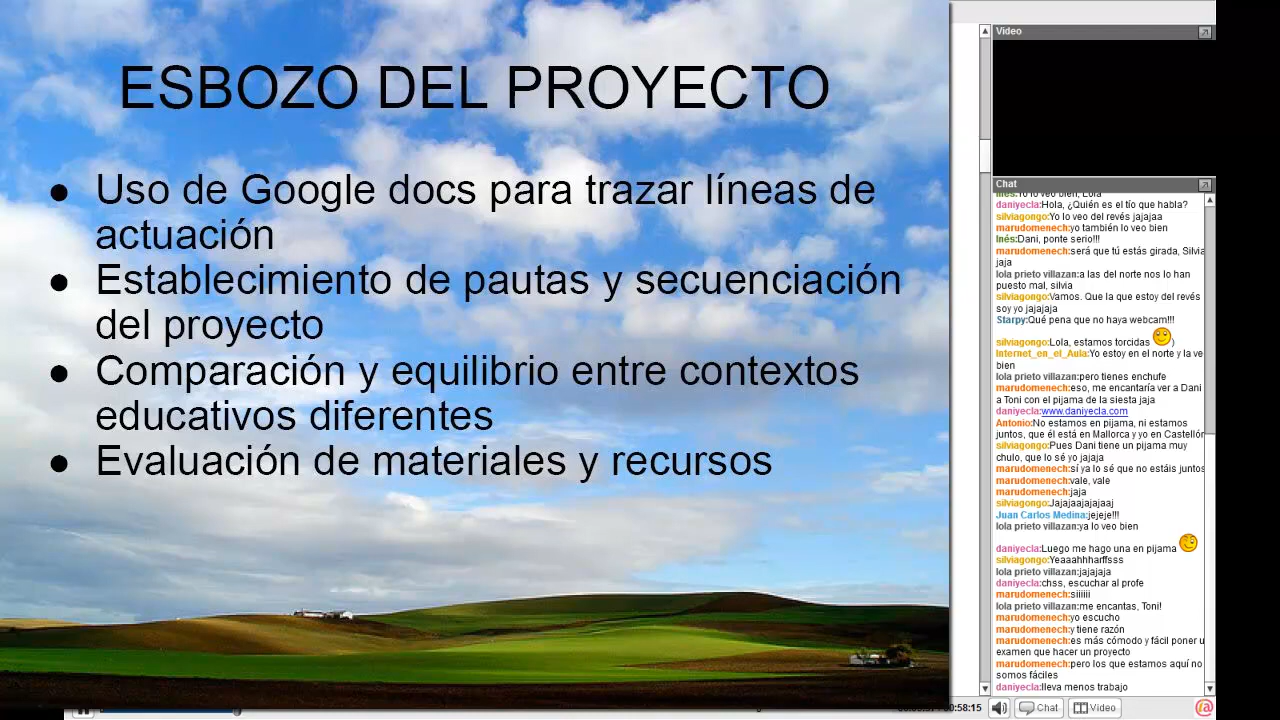 ESBOZO DEL PROYECTO
● Uso de Google docs para trazar líneas de
actuación
● Establecimiento de pautas y secuenciación
del proyecto
● Comparación y equilibrio entre contextos
educativos diferentes
● Evaluación de materiales y recursos
Video
Chat
Inés:Yo lo veo bien, Lola
daniyecla:Hola, ¿Quién es el tío que habla?
silviagongo:Yo lo veo del revés jajajaa
marudomenech:yo también lo veo bien
Inés:Dani, ponte serio!!!
marudomenech:será que tú estás girada, Silvia
jaja
lola prieto villazan:a las del norte nos lo han
puesto mal, silvia
silviagongo:Vamos. Que la que estoy del revés
soy yo jajajaja
Starpy:Qué pena que no haya webcam!!!
silviagongo:Lola, estamos torcidas )
Internet_en_el_Aula:Yo estoy en el norte y la ve
bien
lola prieto villazan:pero tienes enchufe
marudomenech:eso, me encantaría ver a Dani
a Toni con el pijama de la siesta jaja
daniyecla:www.daniyecla.com
Antonio:No estamos en pijama, ni estamos
juntos, que él está en Mallorca y yo en Castellón
silviagongo:Pues Dani tiene un pijama muy
chulo, que lo sé yo jajaja
marudomenech:sí ya lo sé que no estáis juntos
marudomenech:vale, vale
marudomenech:jaja
silviagongo:Jajajaajajajaaj
Juan Carlos Medina:jejeje!!!
lola prieto villazan:ya lo veo bien
daniyecla:Luego me hago una en pijama
silviagongo:Yeaaahhharffsss
lola prieto villazan:jajajaja
daniyecla:chss, escuchar al profe
marudomenech:siiiiii
lola prieto villazan:me encantas, Toni!
marudomenech:yo escucho
marudomenech:y tiene razón
marudomenech:es más cómodo y fácil poner u
examen que hacer un proyecto
marudomenech:pero los que estamos aquí no
somos fáciles
daniyecla:lleva menos trabajo
58:15
Chat
Video